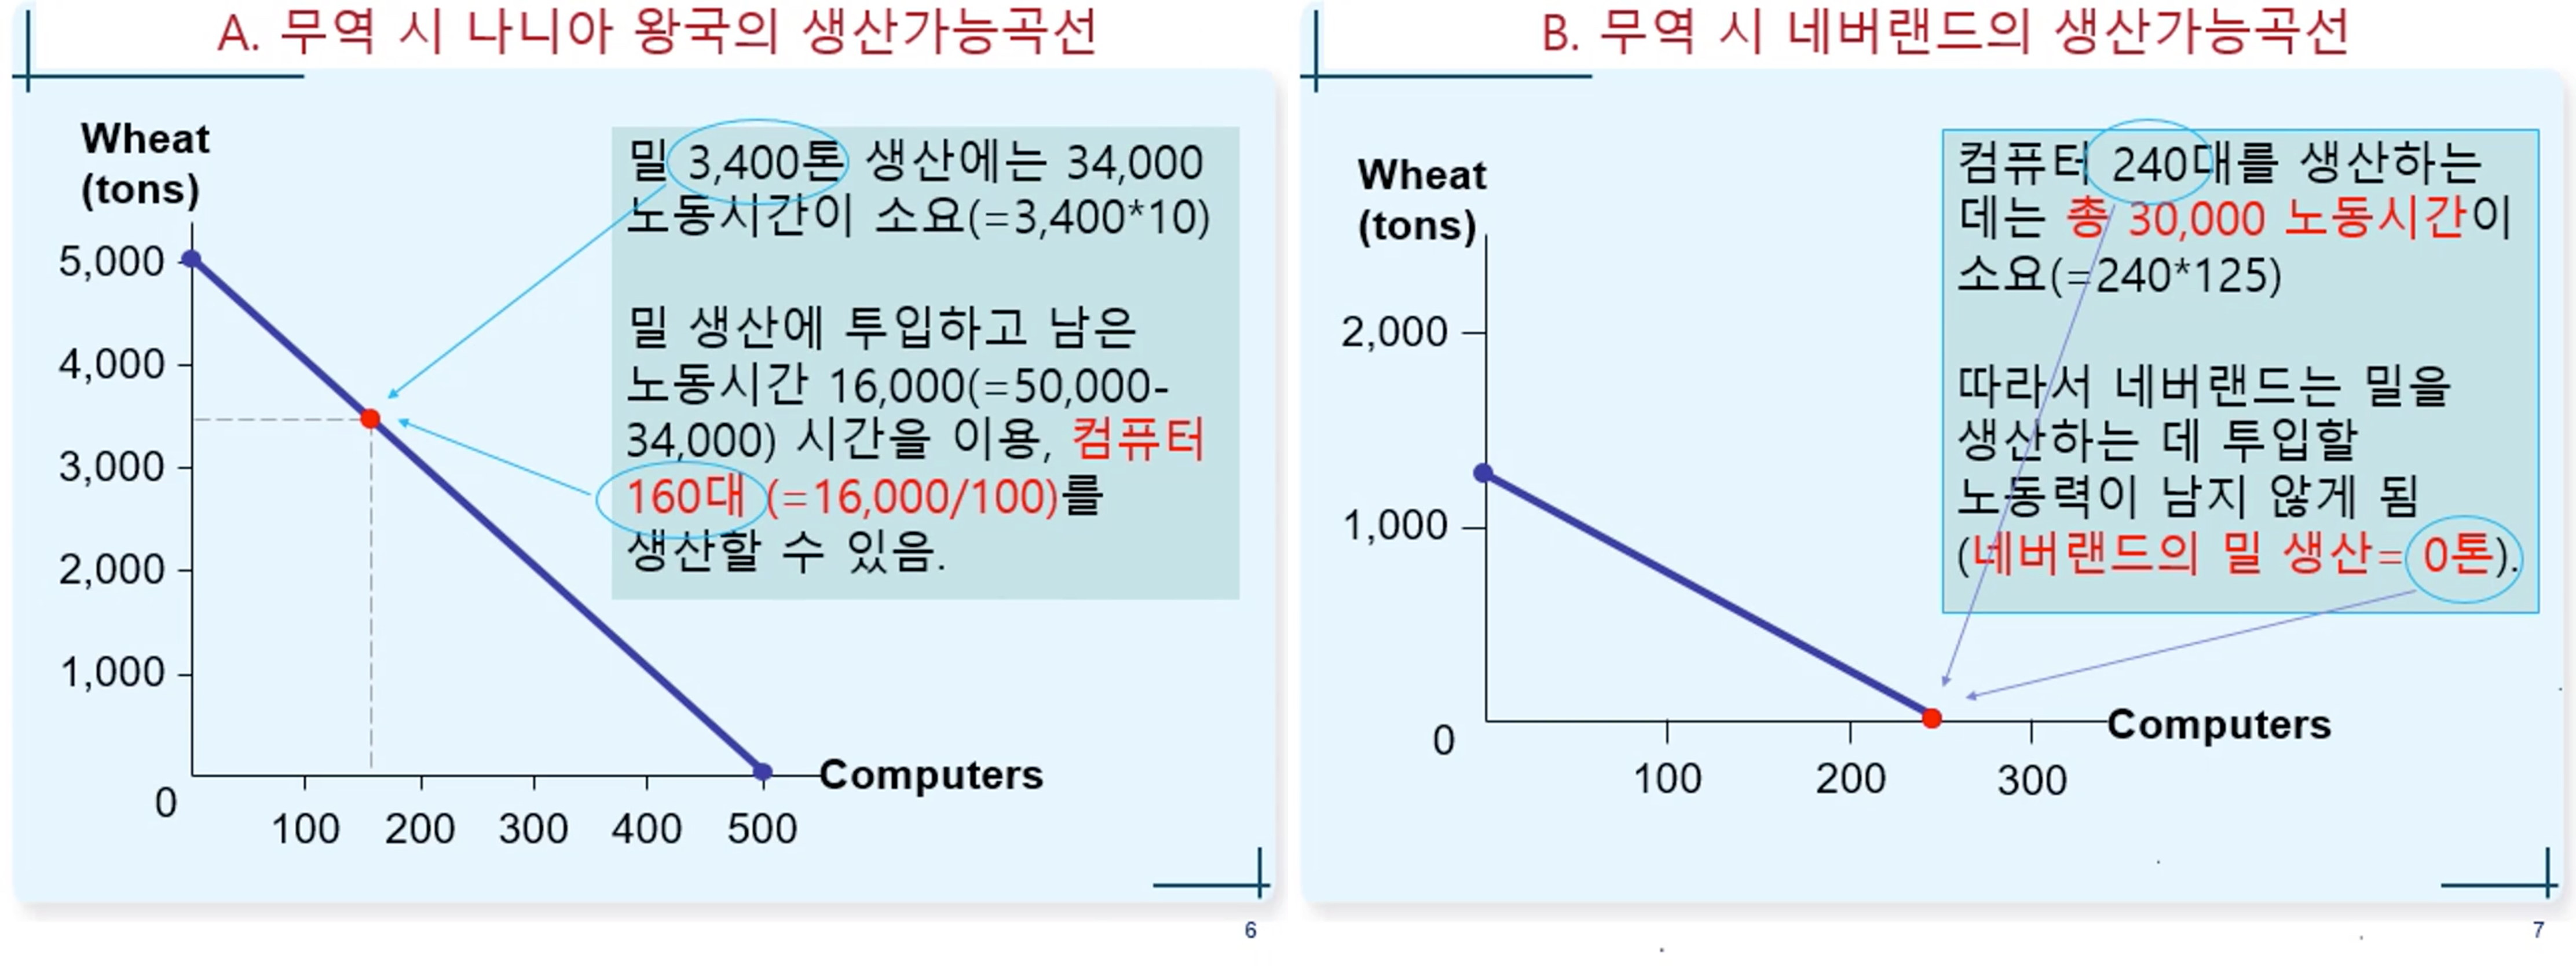 A. 무역 시 나니아 왕국의 생산가능곡선
Wheat
(tons)
5,000
4,000
3,000
2,000
1,000
0
100 200 300 400 500
Computers
밀 3,400톤 생산에는 34,000
노동시간이 소요(=3,400*10)
밀 생산에 투입하고 남은
노동시간 16,000(=50,000-
34,000) 시간을 이용, 컴퓨터
160대 (=16,000/100)를
생산할 수 있음.
6
B. 무역 시 네버랜드의 생산가능곡선
Wheat
(tons)
2,000
1,000
0
100 200 300
Computers
컴퓨터 240대를 생산하는
데는 총 30,000 노동시간이
소요(=240*125)
따라서 네버랜드는 밀을
생산하는 데 투입할
노동력이 남지 않게 됨
(네버랜드의 밀 생산= 0톤).
7